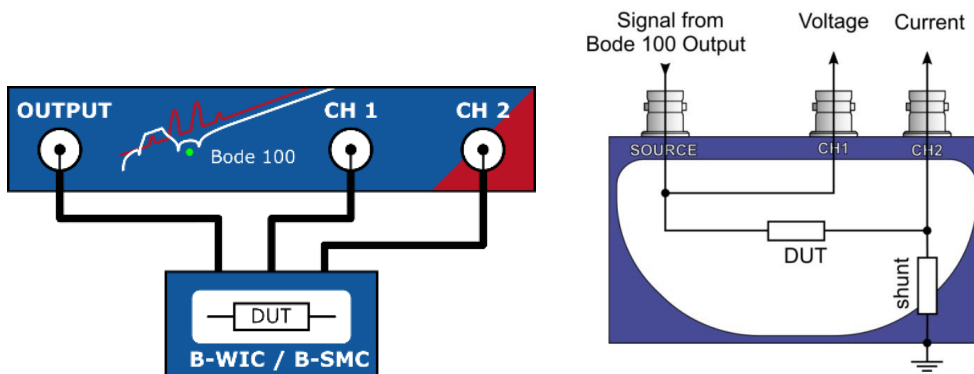 OUTPUT
CH 1
CH 2
Bode 100
DUT
B-WIC / B-SMC
Signal from
Bode 100 Output
Voltage
Current
SOURCE
CH1
CH2
DUT
shunt